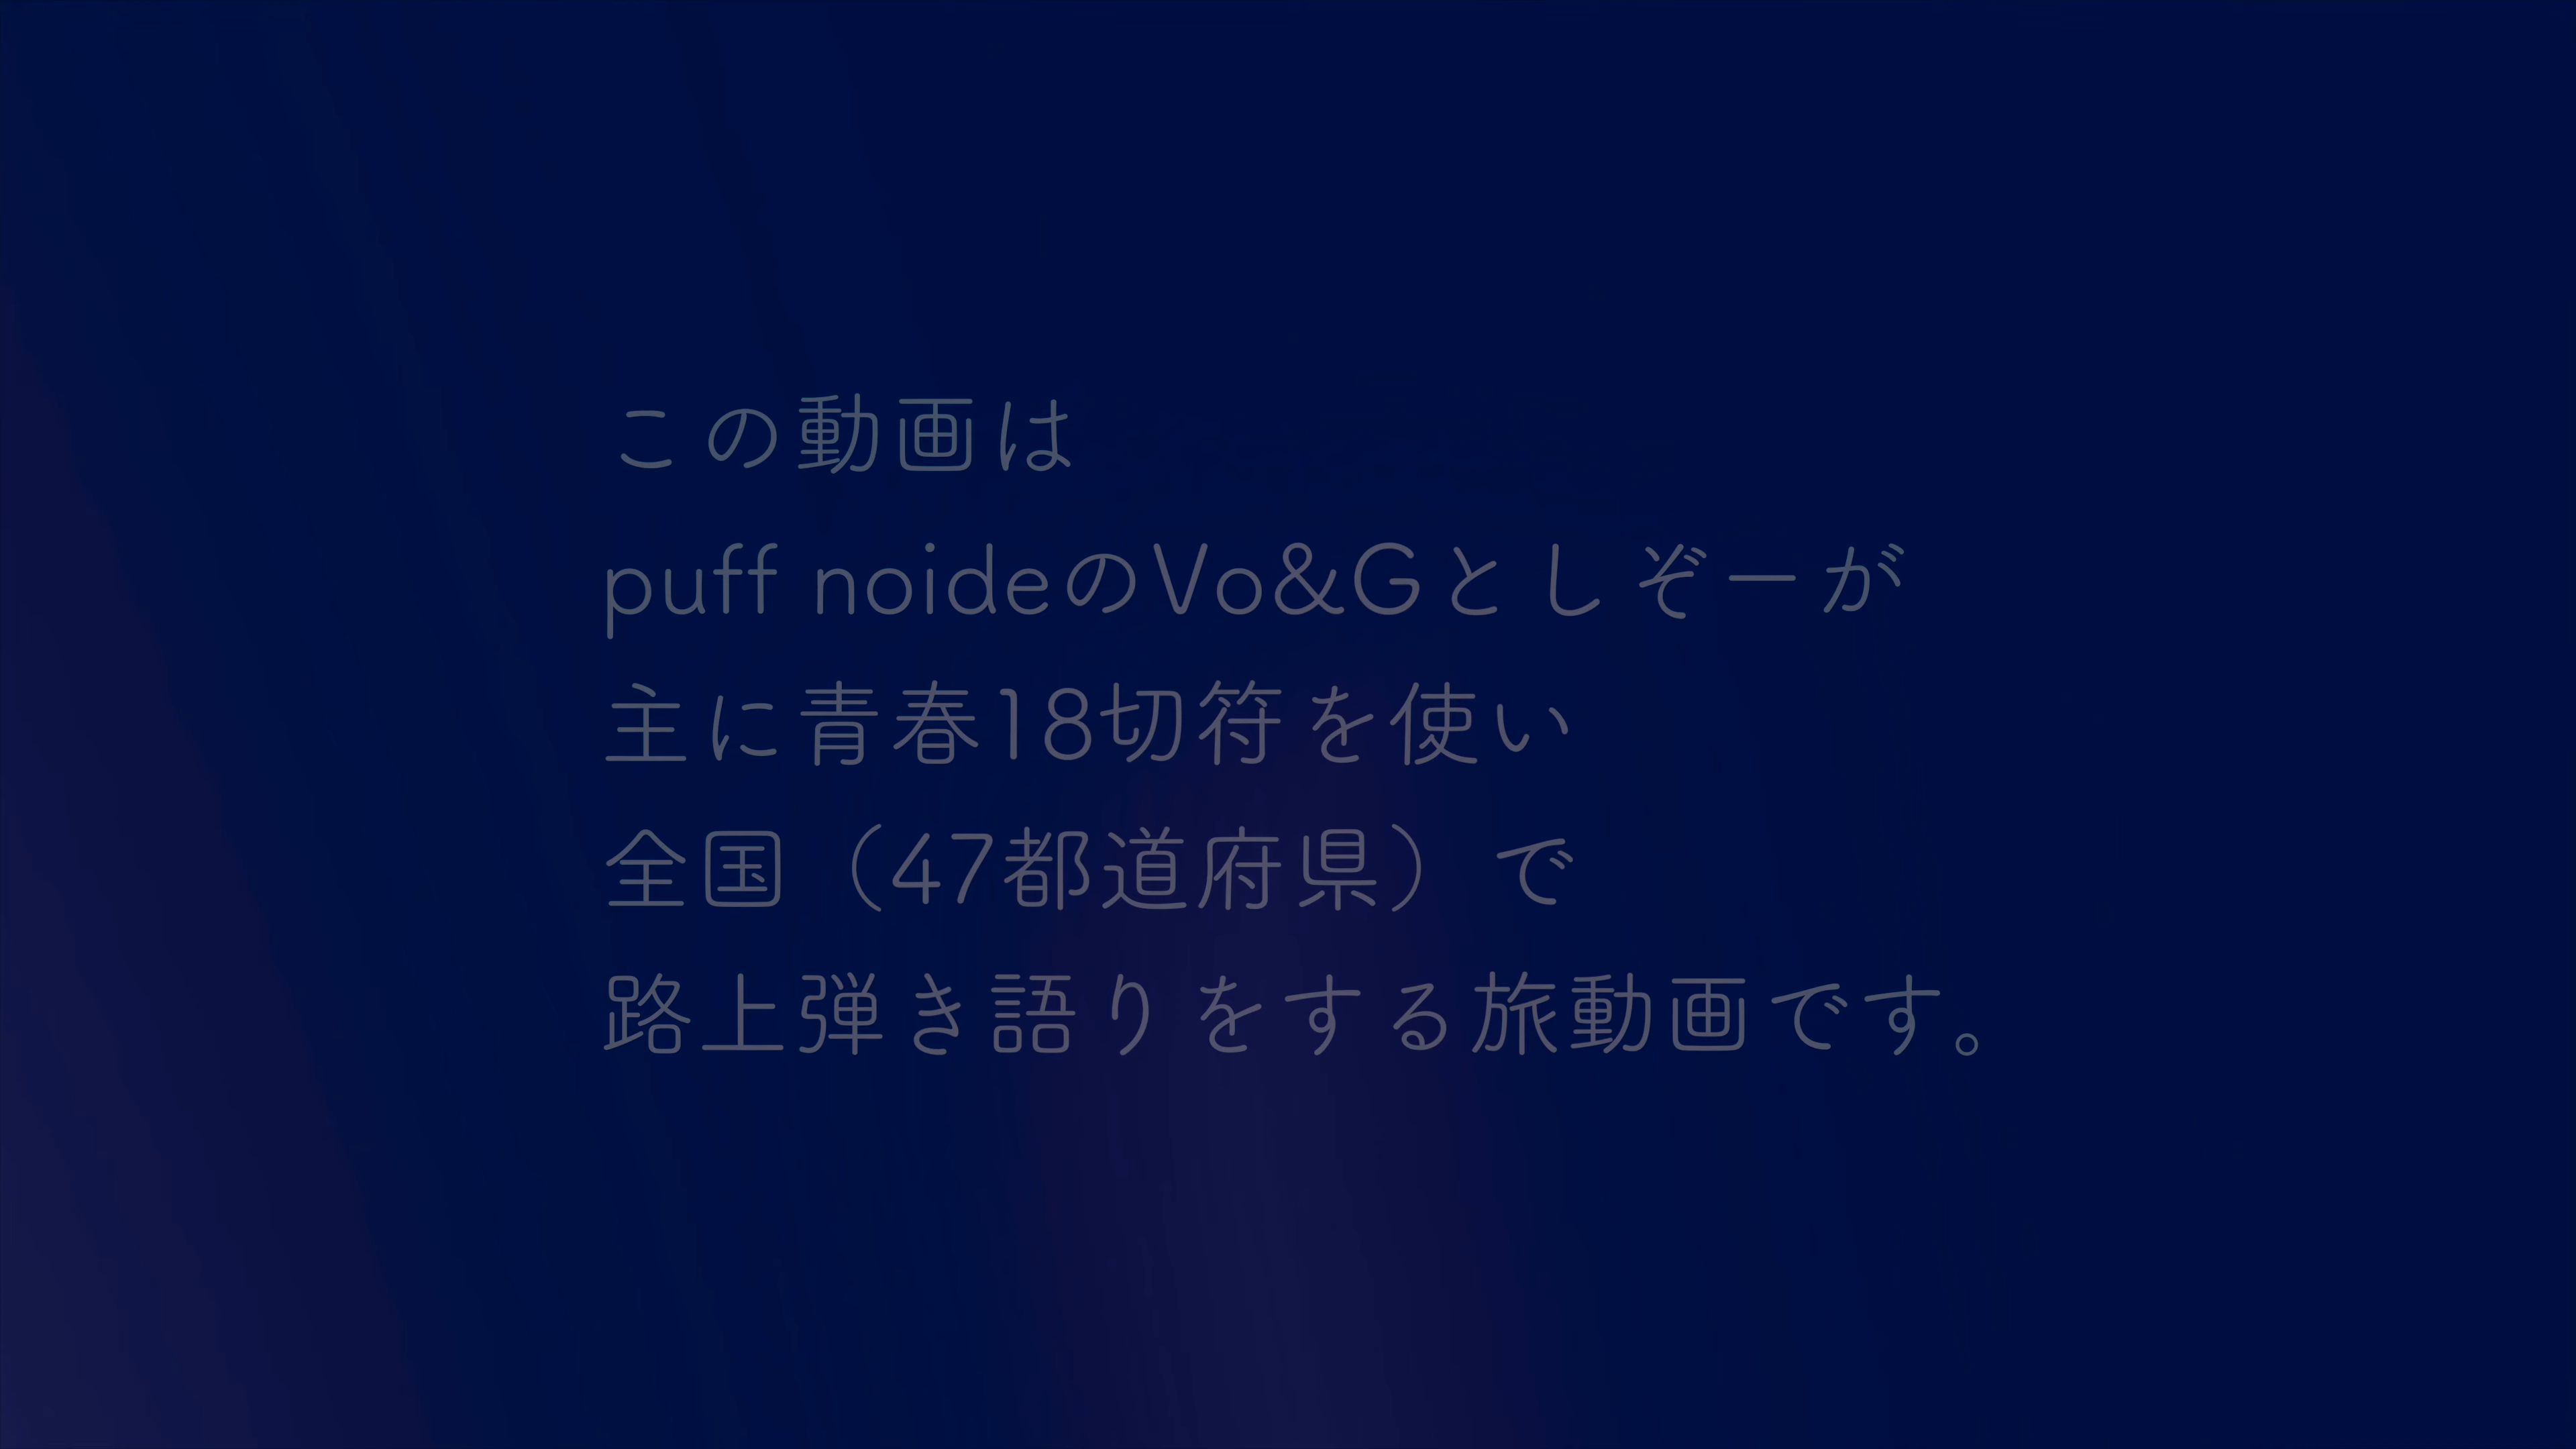 この動画は
puff noideのVo&Gとしぞーが
主に青春18切符を使い
全国（47都道府県）で
路上弾き語りをする旅動画です。